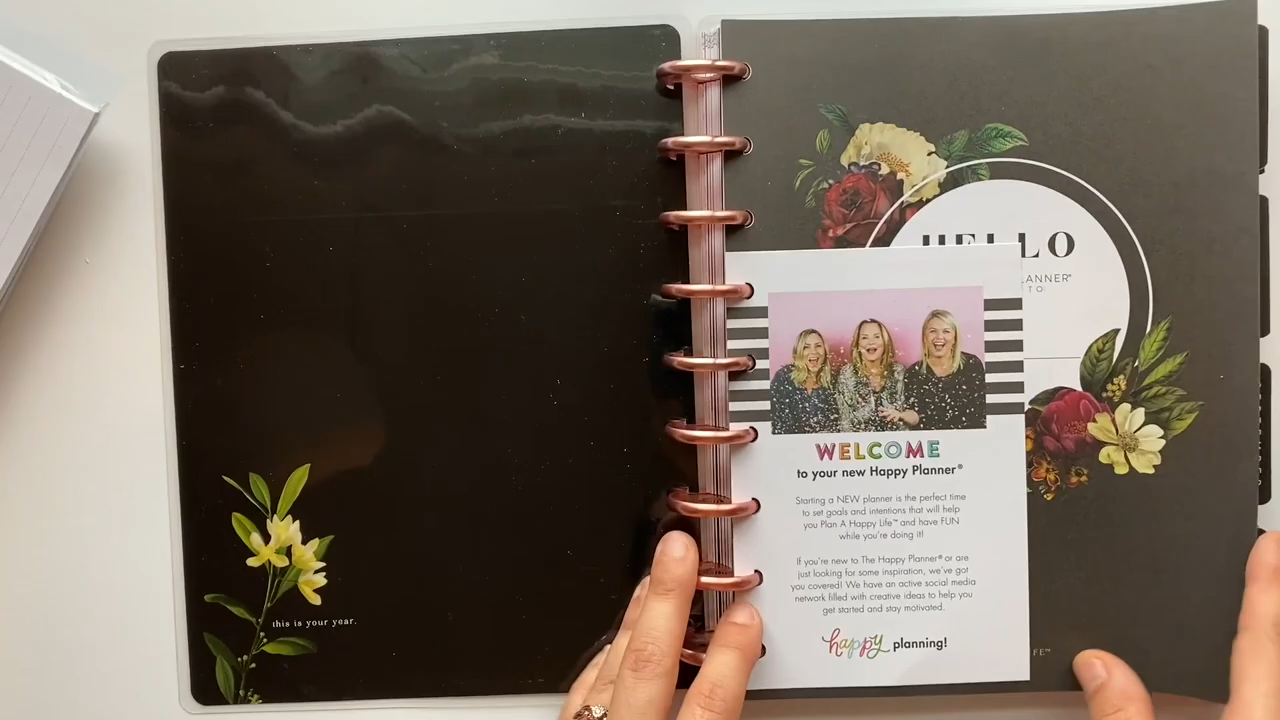 this is your year.
HELLO
PLANNER®
TO:
WELCOME
to your new Happy Planner®
Starting a NEW planner is the perfect time
to set goals and intentions that will help
you Plan A Happy Life™ and have FUN
while you're doing it!
If you're new to The Happy Planner® or are
just looking for some inspiration, we've got
you covered! We have an active social media
network filled with creative ideas to help you
get started and stay motivated.
happy planning!